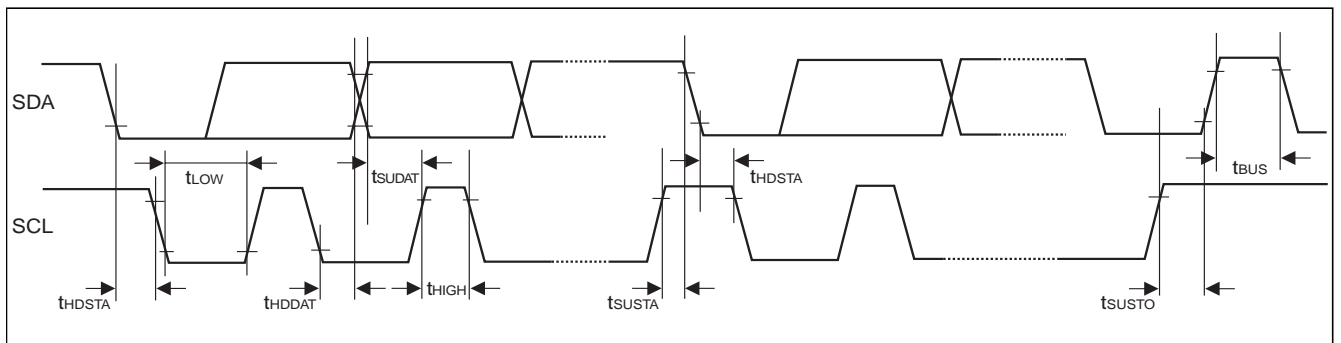 SDA
tLOW
tSUDAT
tHDSTA
tBUS
SCL
tHDSTA
tHDDAT
tHIGH
tSUSTA
tSUSTO